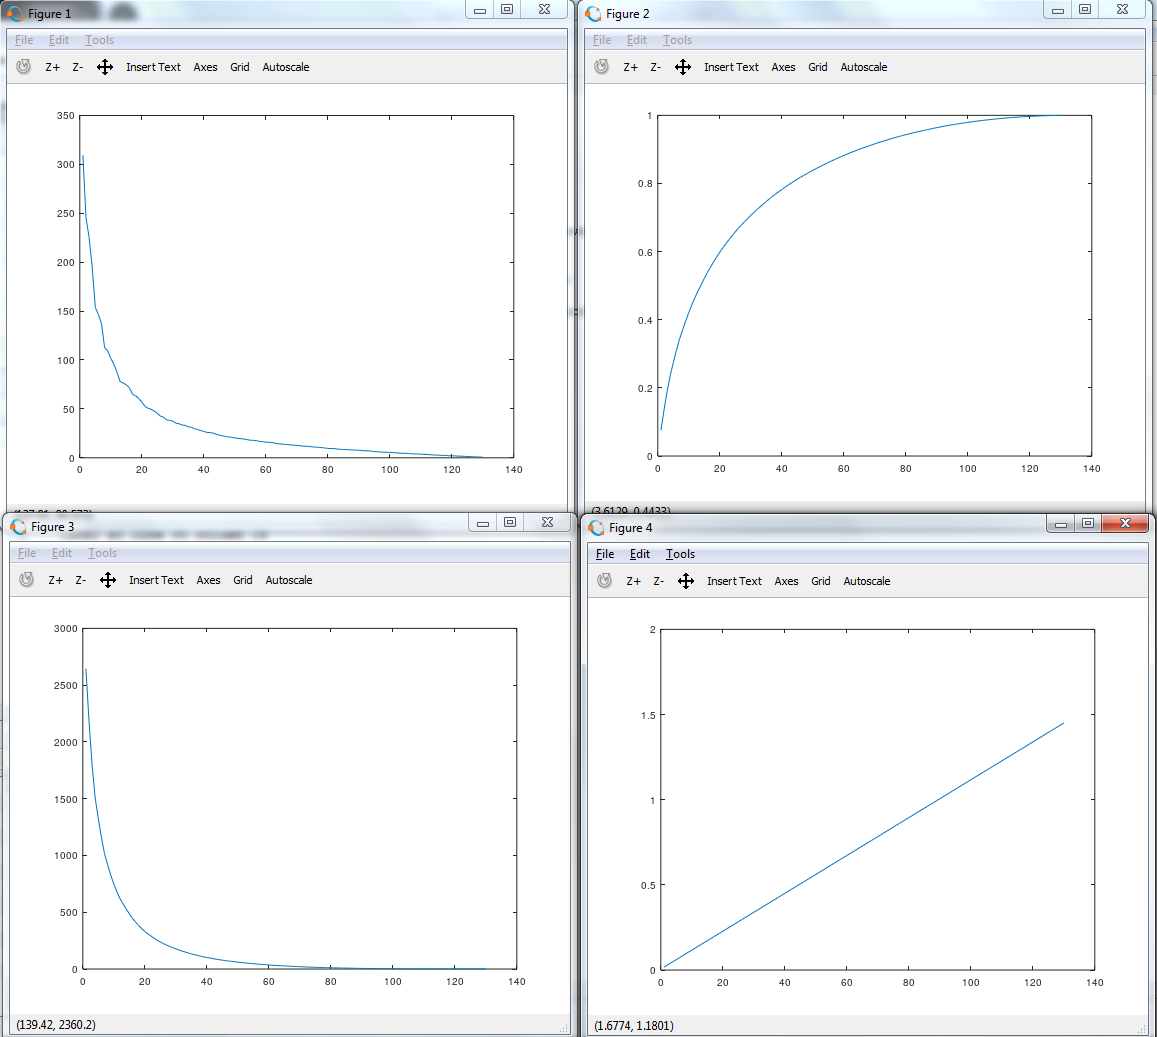 Figure 1
File Edit Tools
Z+ Z- Insert Text Axes Grid Autoscale
350
300
250
200
150
100
50
0
0 20 40 60 80 100 120 140
Figure 2
File Edit Tools
Z+ Z- Insert Text Axes Grid Autoscale
1
0.8
0.6
0.4
0.2
0
0 20 40 60 80 100 120 140
(3.6129, 0.4433)
Figure 3
File Edit Tools
Z+ Z- Insert Text Axes Grid Autoscale
3000
2500
2000
1500
1000
500
0
0 20 40 60 80 100 120 140
(139.42, 2360.2)
Figure 4
File Edit Tools
Z+ Z- Insert Text Axes Grid Autoscale
2
1.5
1
0.5
0
0 20 40 60 80 100 120 140
(1.6774, 1.1801)